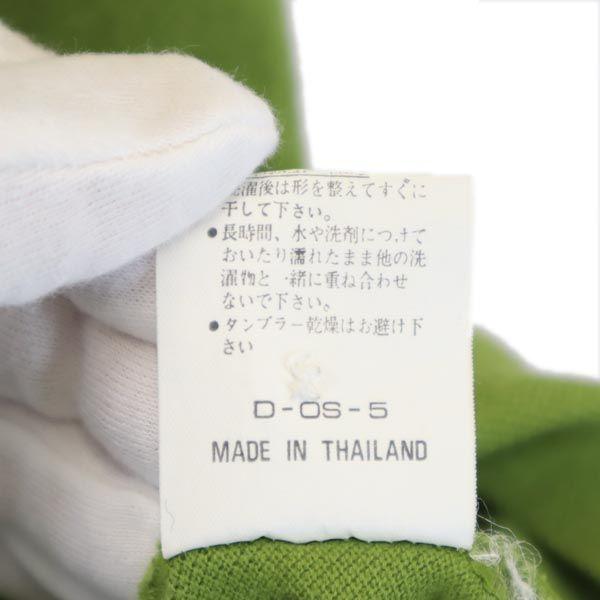 濯後は形を整えてすぐに
干して下さい。
●長時間、水や洗剤につけて
おいたり濡れたまま他の洗
濯物と一緒に重ね合わせ
ないで下さい。
●タンブラー乾燥はお避け下
さい
D-OS-5
MADE IN THAILAND